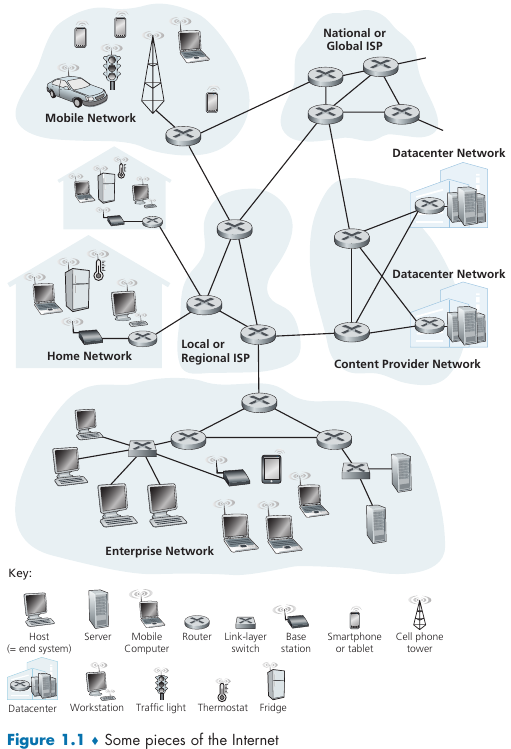 National or
Global ISP
Mobile Network
Datacenter Network
Datacenter Network
Home Network
Local or
Regional ISP
Content Provider Network
Enterprise Network
Key:
Host
(= end system)
Server
Mobile
Computer
Router
Link-layer
switch
Base
station
Smartphone
or tablet
Cell phone
tower
Datacenter
Workstation
Traffic light
Thermostat
Fridge
Figure 1.1 ♦ Some pieces of the Internet